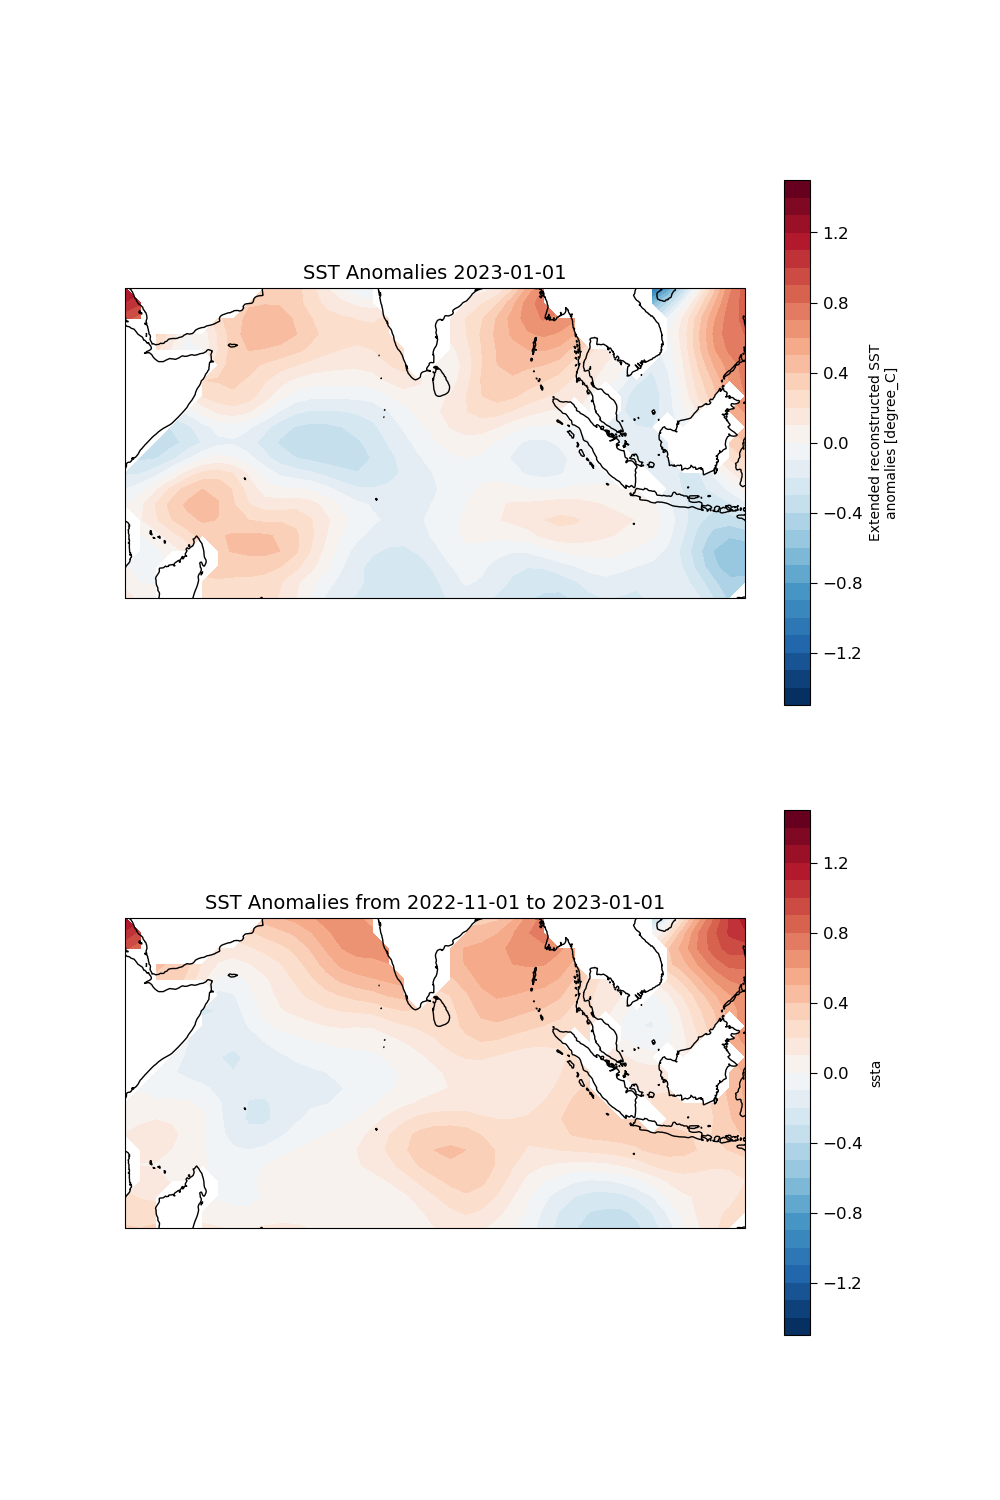 SST Anomalies 2023-01-01
1.2
0.8
0.4
0.0
−0.4
−0.8
−1.2
Extended reconstructed SST
anomalies [degree_C]
SST Anomalies from 2022-11-01 to 2023-01-01
1.2
0.8
0.4
0.0
−0.4
−0.8
−1.2
ssta